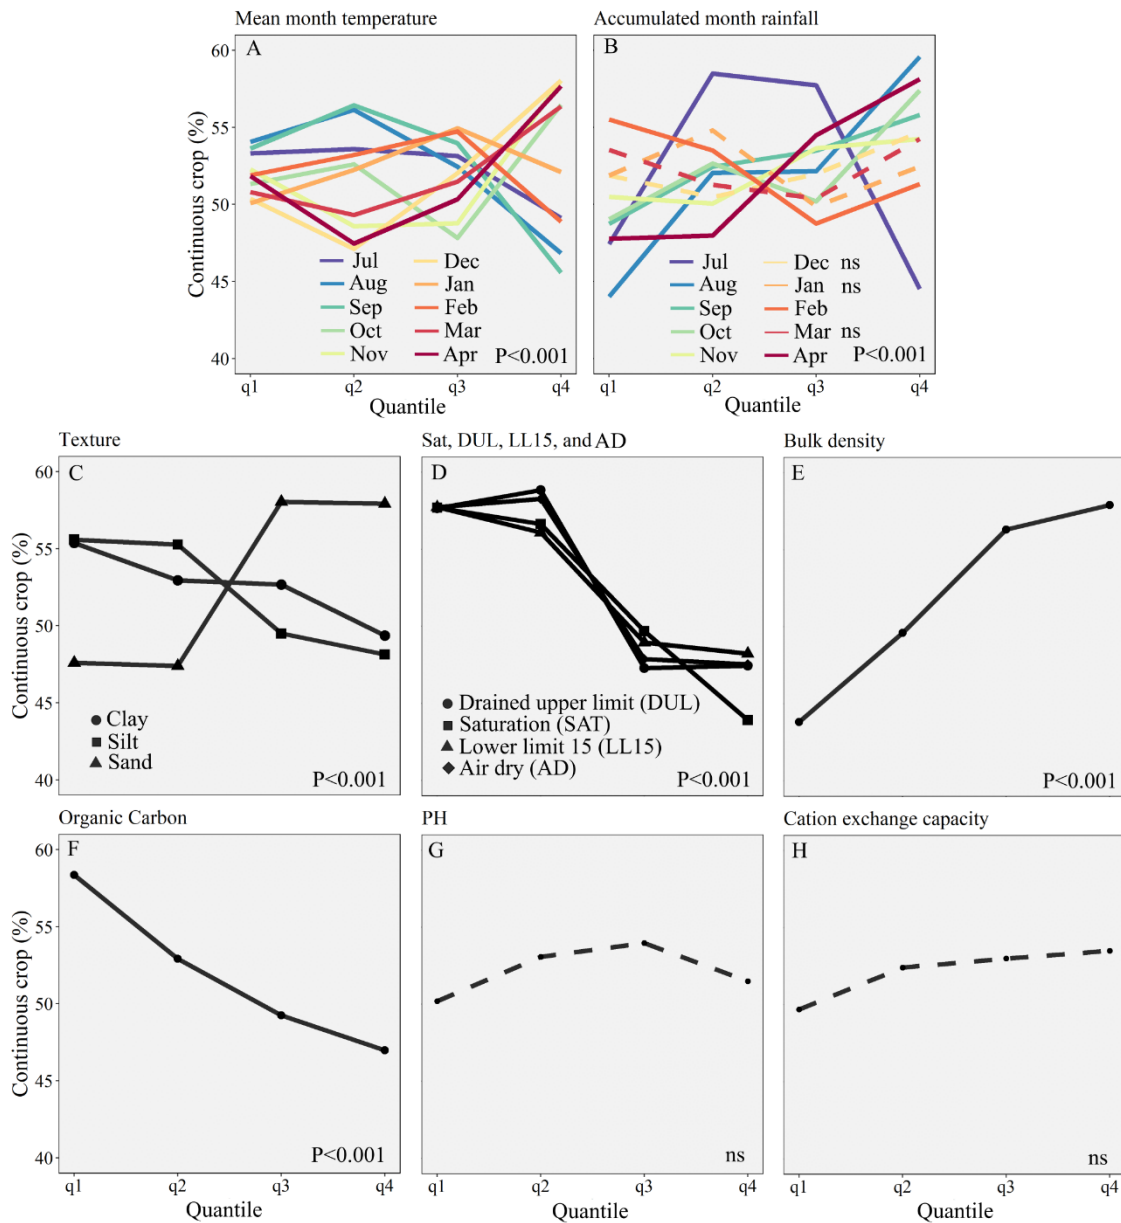 Mean month temperature
Accumulated month rainfall
A
B
60
55
50
45
40
Continuous crop (%)
Jul
Aug
Sep
Oct
Nov
Dec
Jan
Feb
Mar
Apr
P<0.001
Jul
Aug
Sep
Oct
Nov
Dec ns
Jan ns
Feb
Mar ns
Apr
P<0.001
q1 q2 q3 q4
q1 q2 q3 q4
Quantile
Quantile
Texture
Sat, DUL, LL15, and AD
Bulk density
C
D
E
60
55
50
45
40
Continuous crop (%)
Clay
Silt
Sand
P<0.001
Drained upper limit (DUL)
Saturation (SAT)
Lower limit 15 (LL15)
Air dry (AD)
P<0.001
P<0.001
Organic Carbon
PH
Cation exchange capacity
F
G
H
60
55
50
45
40
Continuous crop (%)
P<0.001
ns
ns
q1 q2 q3 q4
q1 q2 q3 q4
q1 q2 q3 q4
Quantile
Quantile
Quantile